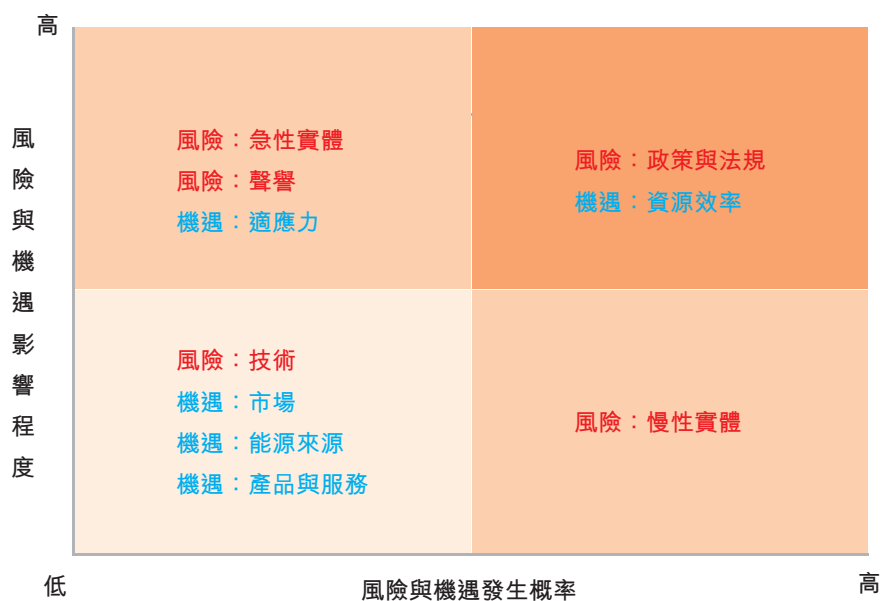 高
風險與機遇影響程度
風險：急性實體
風險：聲譽
機遇：適應力
風險：政策與法規
機遇：資源效率
風險：技術
機遇：市場
機遇：能源來源
機遇：產品與服務
風險：慢性實體
低
風險與機遇發生概率
高